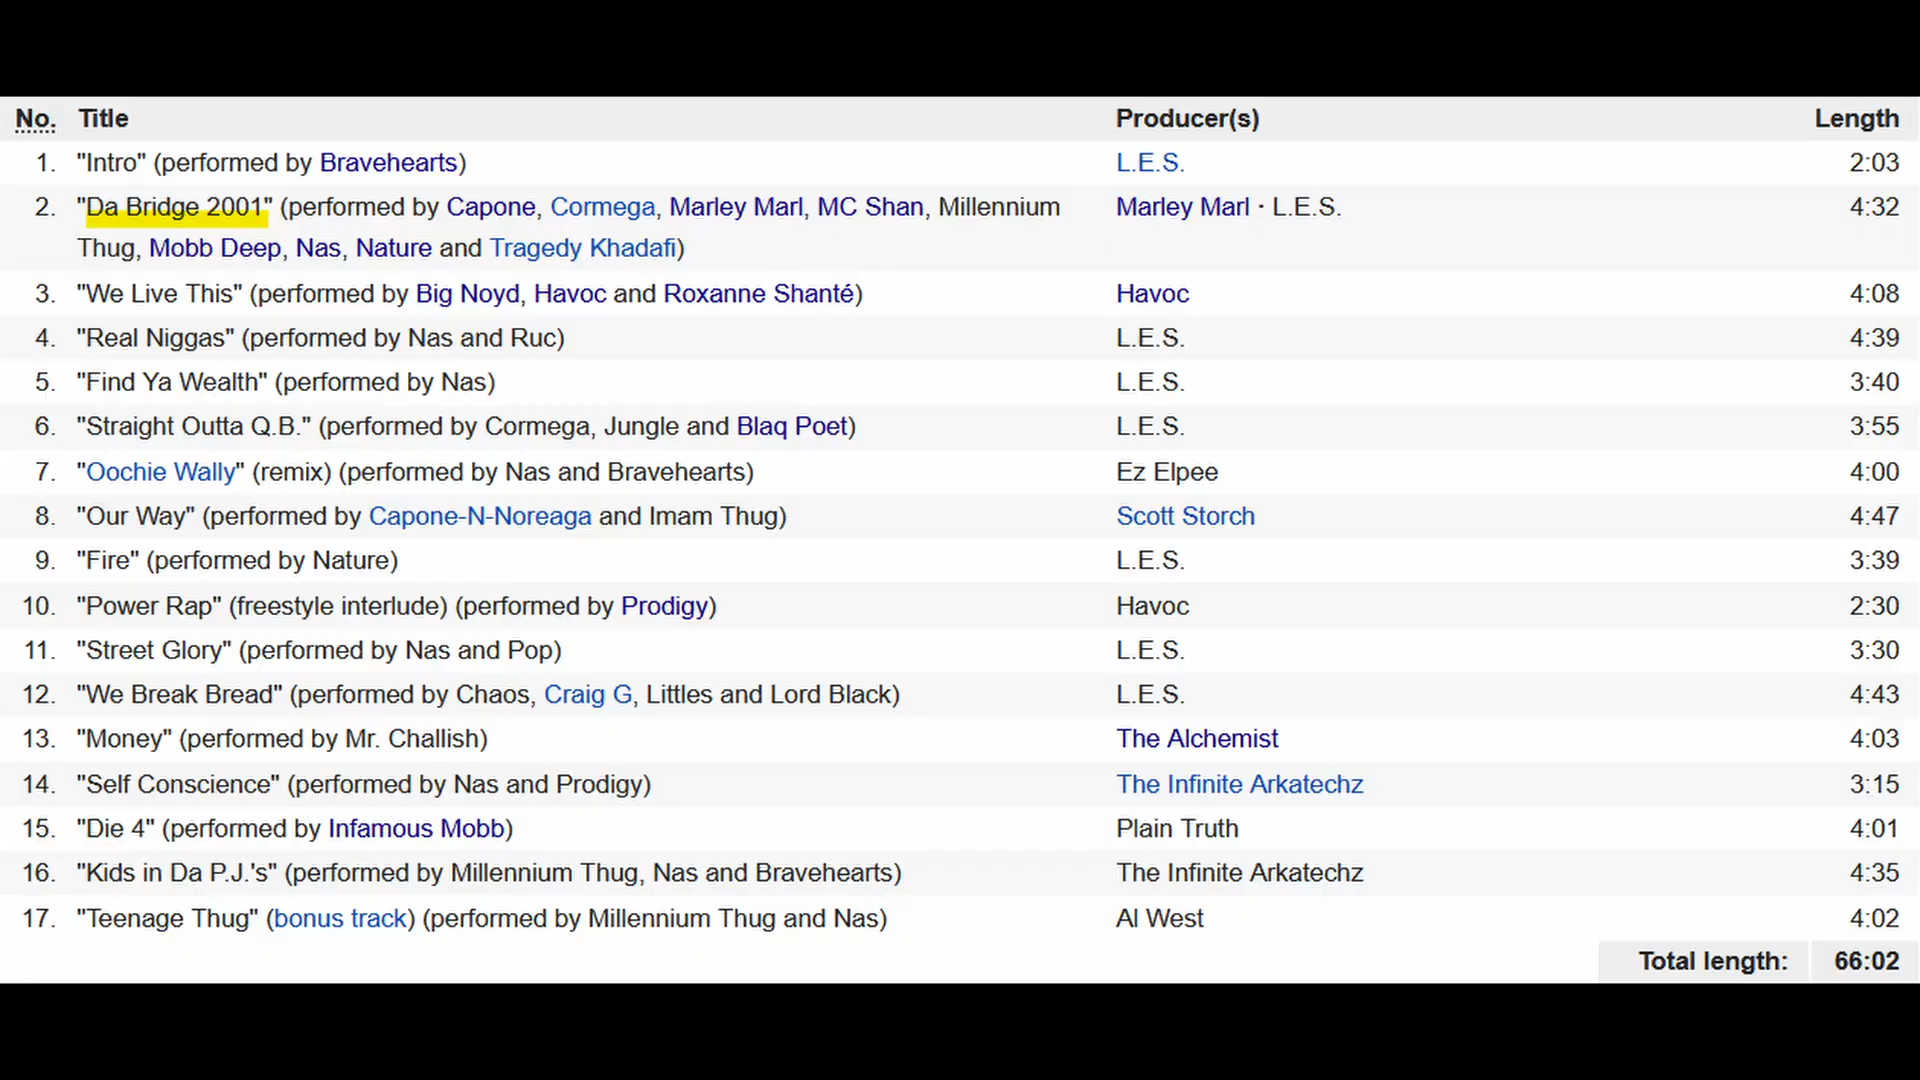 No. Title Producer(s) Length
1. "Intro" (performed by Bravehearts) L.E.S. 2:03
2. "Da Bridge 2001" (performed by Capone, Cormega, Marley Marl, MC Shan, Millennium Marley Marl · L.E.S. 4:32
Thug, Mobb Deep, Nas, Nature and Tragedy Khadafi)
3. "We Live This" (performed by Big Noyd, Havoc and Roxanne Shanté) Havoc 4:08
4. "Real Niggas" (performed by Nas and Ruc) L.E.S. 4:39
5. "Find Ya Wealth" (performed by Nas) L.E.S. 3:40
6. "Straight Outta Q.B." (performed by Cormega, Jungle and Blaq Poet) L.E.S. 3:55
7. "Oochie Wally" (remix) (performed by Nas and Bravehearts) Ez Elpee 4:00
8. "Our Way" (performed by Capone-N-Noreaga and Imam Thug) Scott Storch 4:47
9. "Fire" (performed by Nature) L.E.S. 3:39
10. "Power Rap" (freestyle interlude) (performed by Prodigy) Havoc 2:30
11. "Street Glory" (performed by Nas and Pop) L.E.S. 3:30
12. "We Break Bread" (performed by Chaos, Craig G, Littles and Lord Black) L.E.S. 4:43
13. "Money" (performed by Mr. Challish) The Alchemist 4:03
14. "Self Conscience" (performed by Nas and Prodigy) The Infinite Arkatechz 3:15
15. "Die 4" (performed by Infamous Mobb) Plain Truth 4:01
16. "Kids in Da P.J.'s" (performed by Millennium Thug, Nas and Bravehearts) The Infinite Arkatechz 4:35
17. "Teenage Thug" (bonus track) (performed by Millennium Thug and Nas) Al West 4:02
Total length: 66:02